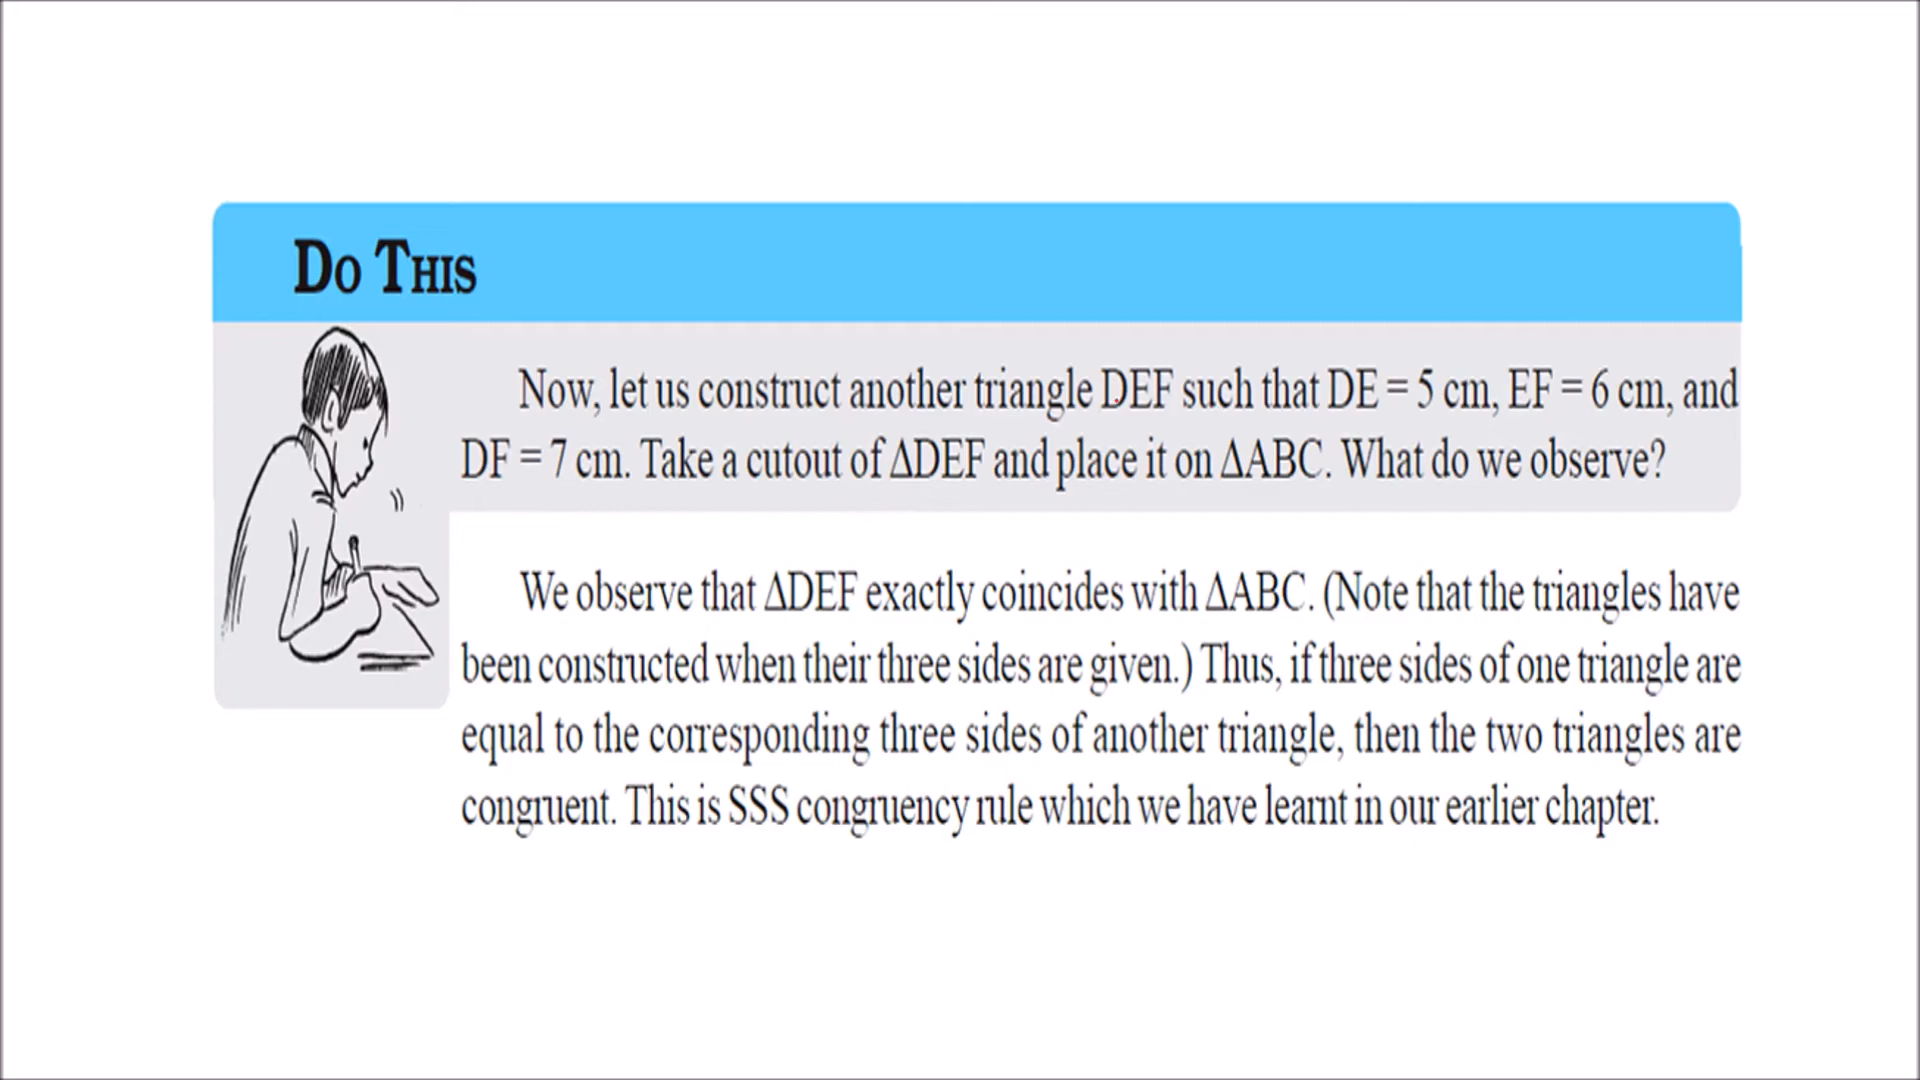 DO THIS
Now, let us construct another triangle DEF such that DE = 5 cm, EF = 6 cm, and
DF = 7 cm. Take a cutout of ΔDEF and place it on ΔABC. What do we observe?
We observe that ΔDEF exactly coincides with ΔABC. (Note that the triangles have
been constructed when their three sides are given.) Thus, if three sides of one triangle are
equal to the corresponding three sides of another triangle, then the two triangles are
congruent. This is SSS congruency rule which we have learnt in our earlier chapter.